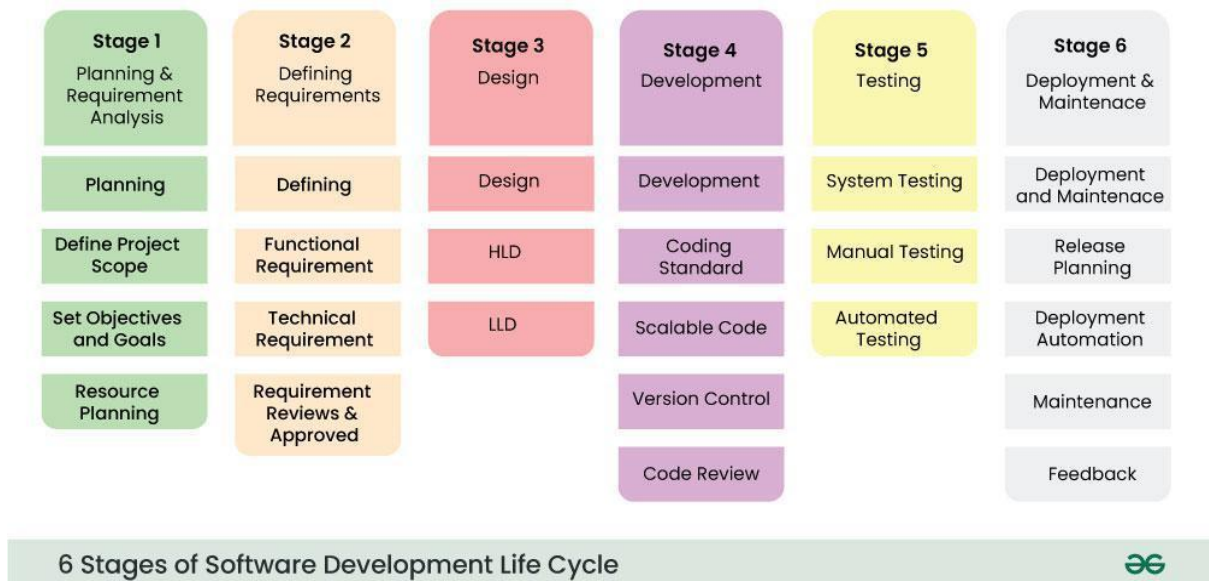 Stage 1
Planning &
Requirement
Analysis
Planning
Define Project
Scope
Set Objectives
and Goals
Resource
Planning
Stage 2
Defining
Requirements
Defining
Functional
Requirement
Technical
Requirement
Requirement
Reviews &
Approved
Stage 3
Design
Design
HLD
LLD
Stage 4
Development
Development
Coding
Standard
Scalable Code
Version Control
Code Review
Stage 5
Testing
System Testing
Manual Testing
Automated
Testing
Stage 6
Deployment &
Maintenace
Deployment
and Maintenace
Release
Planning
Deployment
Automation
Maintenance
Feedback
6 Stages of Software Development Life Cycle